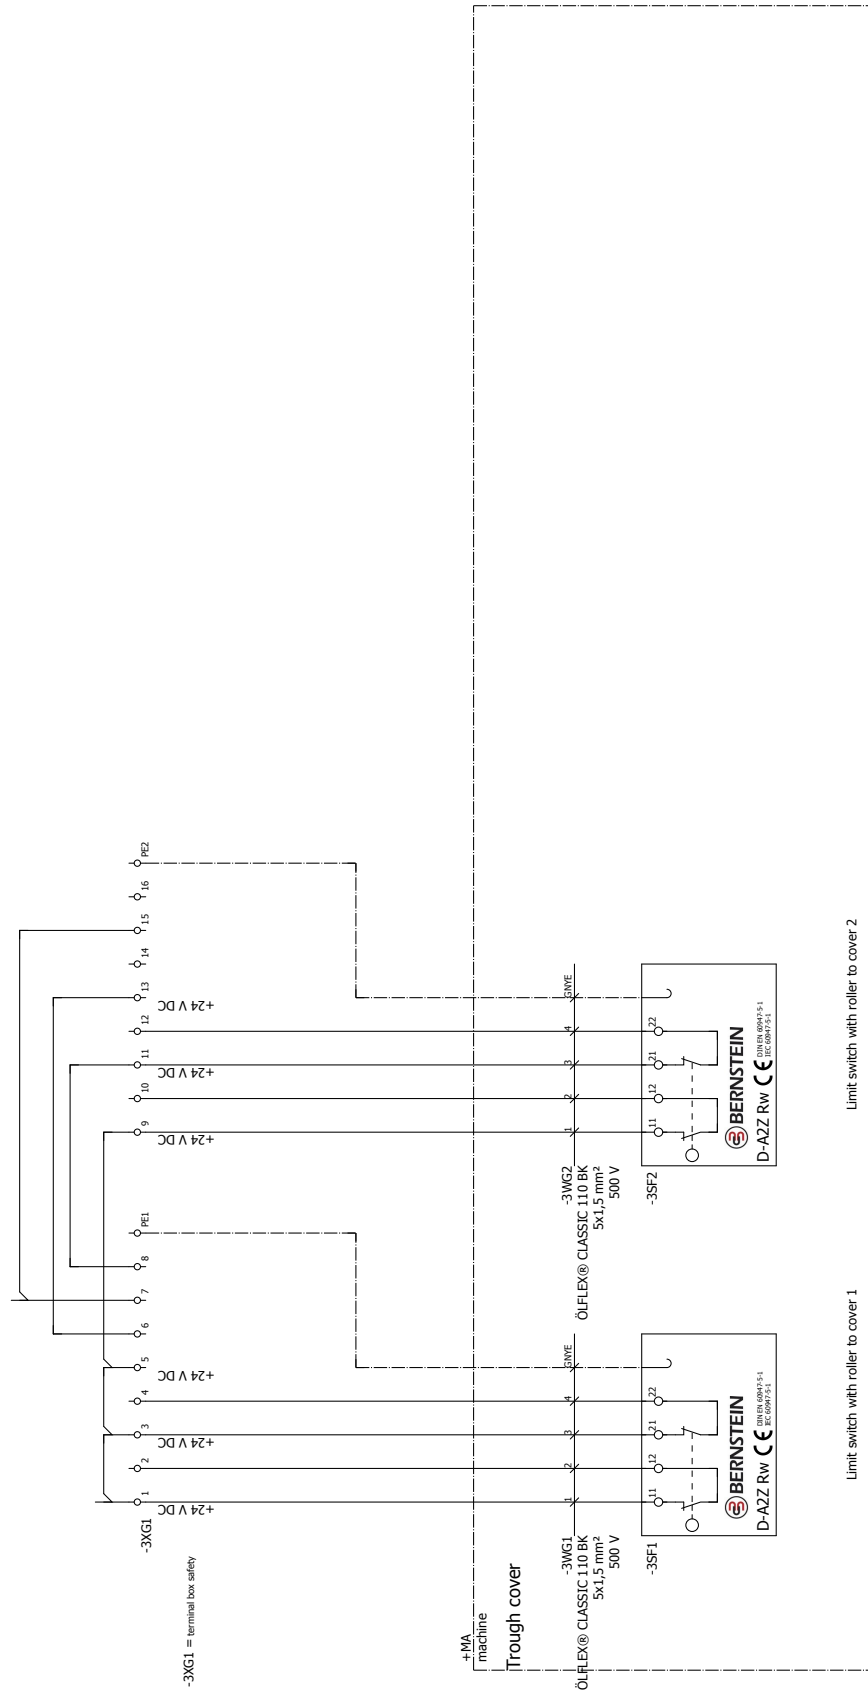 -3XG1 = terminal box safety
-3XG1
1
2
3
4
5
6
7
8
PE1
9
10
11
12
13
14
15
16
PE2
+24 V DC
+24 V DC
+24 V DC
+24 V DC
+24 V DC
+24 V DC
+MA
machine
Trough cover
-3WG1
ÖLFLEX® CLASSIC 110 BK
5x1,5 mm²
500 V
1
2
3
4
GNYE
-3WG2
ÖLFLEX® CLASSIC 110 BK
5x1,5 mm²
500 V
1
2
3
4
GNYE
-3SF1
11
12
21
22
BERNSTEIN
D-A2Z Rw CE DIN EN 60947-5-1
IEC 60947-5-1
-3SF2
11
12
21
22
BERNSTEIN
D-A2Z Rw CE DIN EN 60947-5-1
IEC 60947-5-1
Limit switch with roller to cover 1
Limit switch with roller to cover 2